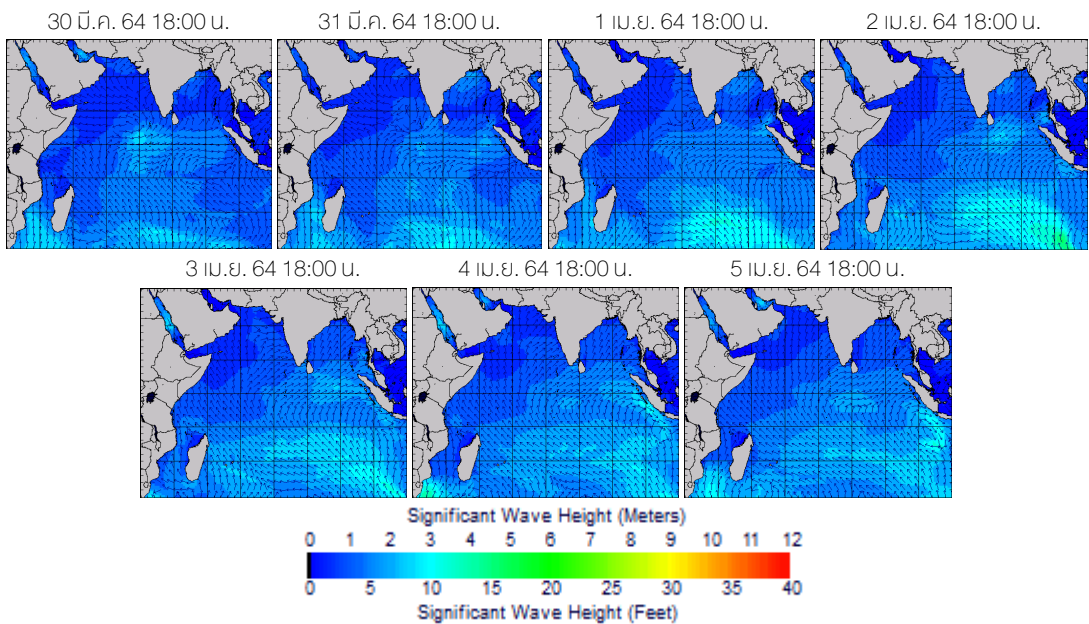 30 มี.ค. 64 18:00 น.
31 มี.ค. 64 18:00 น.
1 เม.ย. 64 18:00 น.
2 เม.ย. 64 18:00 น.
3 เม.ย. 64 18:00 น.
4 เม.ย. 64 18:00 น.
5 เม.ย. 64 18:00 น.
Significant Wave Height (Meters)
0 1 2 3 4 5 6 7 8 9 10 11 12
0 5 10 15 20 25 30 35 40
Significant Wave Height (Feet)